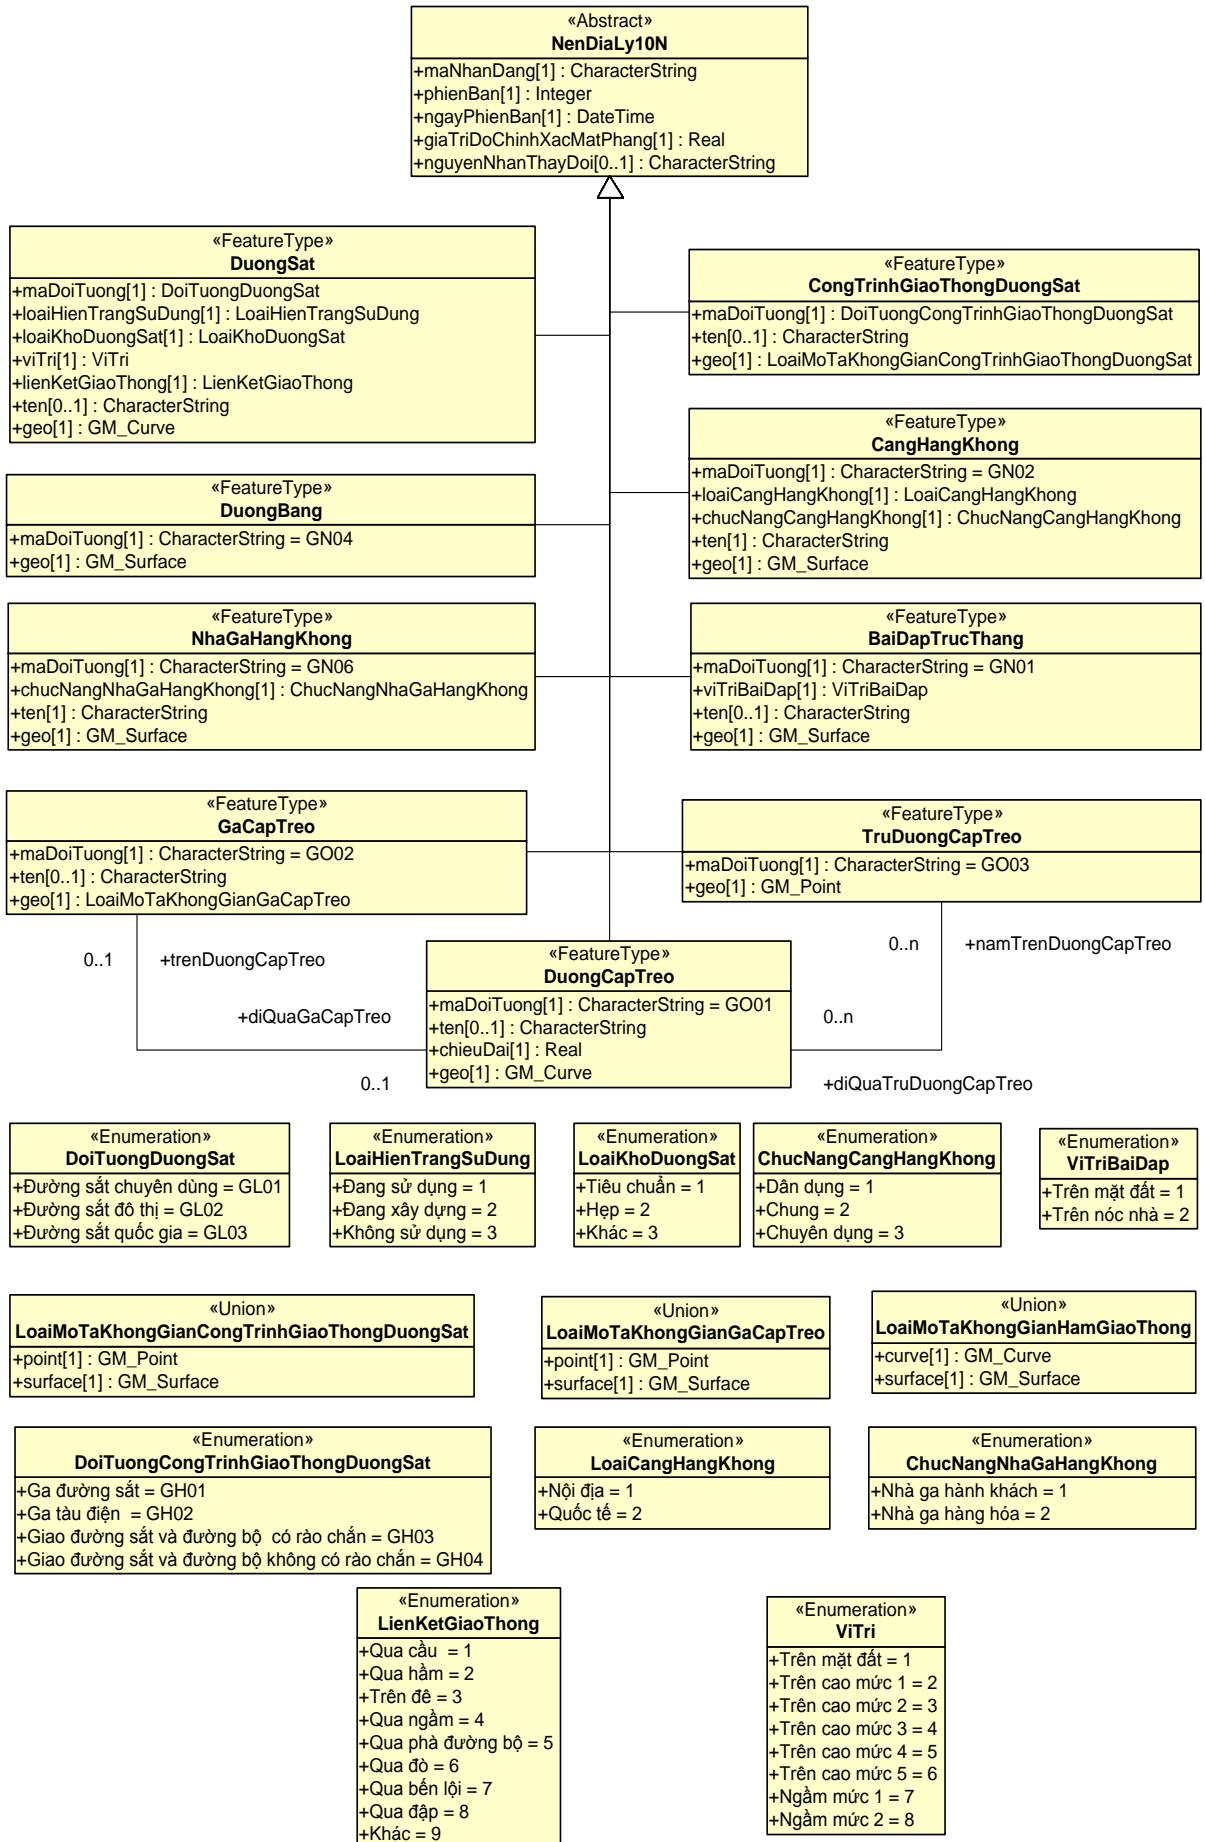 «Abstract»
NenDiaLy10N
+maNhanDang[1] : CharacterString
+phienBan[1] : Integer
+ngayPhienBan[1] : DateTime
+giaTriDoChinhXacMatPhang[1] : Real
+nguyenNhanThayDoi[0..1] : CharacterString
«FeatureType»
DuongSat
+maDoiTuong[1] : DoiTuongDuongSat
+loaiHienTrangSuDung[1] : LoaiHienTrangSuDung
+loaiKhoDuongSat[1] : LoaiKhoDuongSat
+viTri[1] : ViTri
+lienKetGiaoThong[1] : LienKetGiaoThong
+ten[0..1] : CharacterString
+geo[1] : GM_Curve
«FeatureType»
CongTrinhGiaoThongDuongSat
+maDoiTuong[1] : DoiTuongCongTrinhGiaoThongDuongSat
+ten[0..1] : CharacterString
+geo[1] : LoaiMoTaKhongGianCongTrinhGiaoThongDuongSat
«FeatureType»
CangHangKhong
+maDoiTuong[1] : CharacterString = GN02
+loaiCangHangKhong[1] : LoaiCangHangKhong
+chucNangCangHangKhong[1] : ChucNangCangHangKhong
+ten[1] : CharacterString
+geo[1] : GM_Surface
«FeatureType»
DuongBang
+maDoiTuong[1] : CharacterString = GN04
+geo[1] : GM_Surface
«FeatureType»
NhaGaHangKhong
+maDoiTuong[1] : CharacterString = GN06
+chucNangNhaGaHangKhong[1] : ChucNangNhaGaHangKhong
+ten[1] : CharacterString
+geo[1] : GM_Surface
«FeatureType»
BaiDapTrucThang
+maDoiTuong[1] : CharacterString = GN01
+viTriBaiDap[1] : ViTriBaiDap
+ten[0..1] : CharacterString
+geo[1] : GM_Surface
«FeatureType»
GaCapTreo
+maDoiTuong[1] : CharacterString = GO02
+ten[0..1] : CharacterString
+geo[1] : LoaiMoTaKhongGianGaCapTreo
«FeatureType»
TruDuongCapTreo
+maDoiTuong[1] : CharacterString = GO03
+geo[1] : GM_Point
0..1
+trenDuongCapTreo
+diQuaGaCapTreo
0..1
«FeatureType»
DuongCapTreo
+maDoiTuong[1] : CharacterString = GO01
+ten[0..1] : CharacterString
+chieuDai[1] : Real
+geo[1] : GM_Curve
0..n
+namTrenDuongCapTreo
0..n
+diQuaTruDuongCapTreo
«Enumeration»
DoiTuongDuongSat
+Đường sắt chuyên dùng = GL01
+Đường sắt đô thị = GL02
+Đường sắt quốc gia = GL03
«Enumeration»
LoaiHienTrangSuDung
+Đang sử dụng = 1
+Đang xây dựng = 2
+Không sử dụng = 3
«Enumeration»
LoaiKhoDuongSat
+Tiêu chuẩn = 1
+Hẹp = 2
+Khác = 3
«Enumeration»
ChucNangCangHangKhong
+Dân dụng = 1
+Chung = 2
+Chuyên dụng = 3
«Enumeration»
ViTriBaiDap
+Trên mặt đất = 1
+Trên nóc nhà = 2
«Union»
LoaiMoTaKhongGianCongTrinhGiaoThongDuongSat
+point[1] : GM_Point
+surface[1] : GM_Surface
«Union»
LoaiMoTaKhongGianGaCapTreo
+point[1] : GM_Point
+surface[1] : GM_Surface
«Union»
LoaiMoTaKhongGianHamGiaoThong
+curve[1] : GM_Curve
+surface[1] : GM_Surface
«Enumeration»
DoiTuongCongTrinhGiaoThongDuongSat
+Ga đường sắt = GH01
+Ga tàu điện = GH02
+Giao đường sắt và đường bộ có rào chắn = GH03
+Giao đường sắt và đường bộ không có rào chắn = GH04
«Enumeration»
LoaiCangHangKhong
+Nội địa = 1
+Quốc tế = 2
«Enumeration»
ChucNangNhaGaHangKhong
+Nhà ga hành khách = 1
+Nhà ga hàng hóa = 2
«Enumeration»
LienKetGiaoThong
+Qua cầu = 1
+Qua hầm = 2
+Trên đê = 3
+Qua ngầm = 4
+Qua phà đường bộ = 5
+Qua đò = 6
+Qua bến lội = 7
+Qua đập = 8
+Khác = 9
«Enumeration»
ViTri
+Trên mặt đất = 1
+Trên cao mức 1 = 2
+Trên cao mức 2 = 3
+Trên cao mức 3 = 4
+Trên cao mức 4 = 5
+Trên cao mức 5 = 6
+Ngầm mức 1 = 7
+Ngầm mức 2 = 8